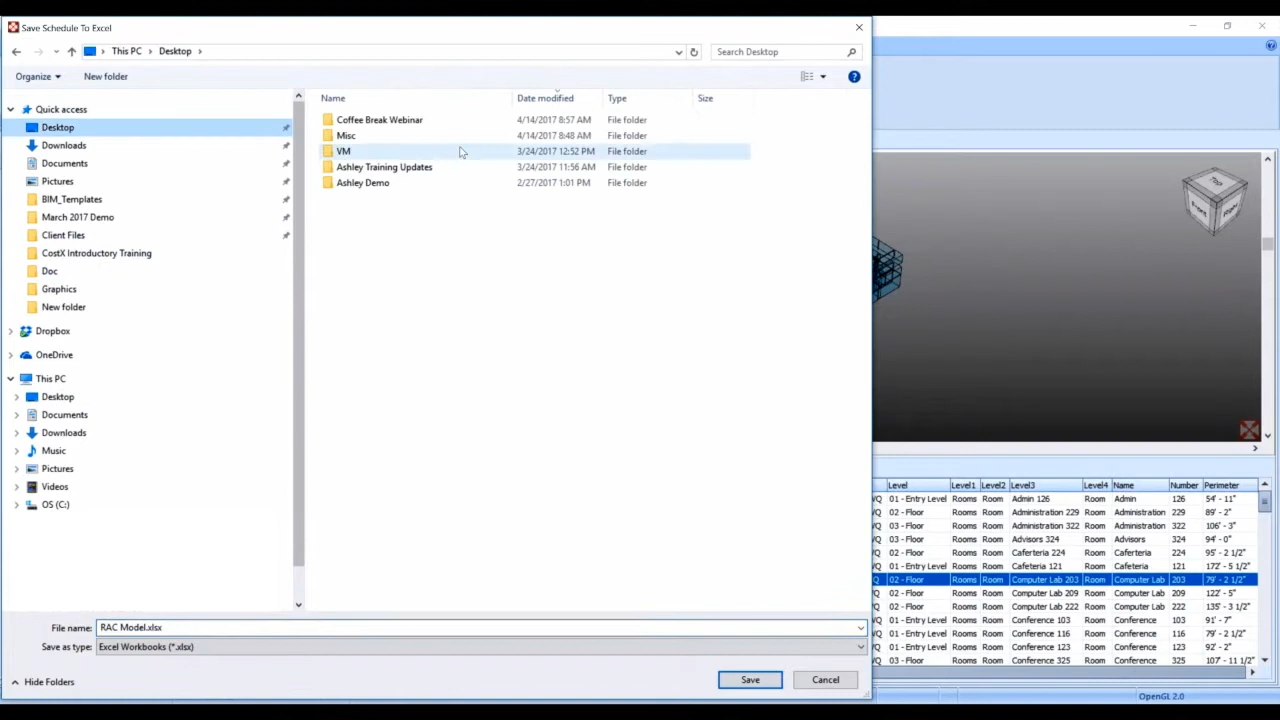 Save Schedule To Excel
This PC > Desktop >
Search Desktop
Organize
New folder
Name Date modified Type Size
Coffee Break Webinar 4/14/2017 8:57 AM File folder
Misc 4/14/2017 8:48 AM File folder
VM 3/24/2017 12:52 PM File folder
Ashley Training Updates 3/24/2017 11:56 AM File folder
Ashley Demo 2/27/2017 1:01 PM File folder
Quick access
Desktop
Downloads
Documents
Pictures
BIM_Templates
March 2017 Demo
Client Files
CostX Introductory Training
Doc
Graphics
New folder
Dropbox
OneDrive
This PC
Desktop
Documents
Downloads
Music
Pictures
Videos
OS (C:)
File name: RAC Model.xlsx
Save as type: Excel Workbooks (*.xlsx)
Hide Folders
Save
Cancel
Top
Front
Level Level1 Level2 Level3 Level4 Name Number Perimeter
01 - Entry Level Rooms Room Admin 126 Room Admin 126 54' - 11"
02 - Floor Rooms Room Administration 229 Room Administration 229 89' - 2"
03 - Floor Rooms Room Administration 322 Room Administration 322 106' - 3"
03 - Floor Rooms Room Advisors 324 Room Advisors 324 94' - 0"
02 - Floor Rooms Room Caferteria 224 Room Caferteria 224 95' - 2 1/2"
01 - Entry Level Rooms Room Cafeteria 121 Room Cafeteria 121 172' - 5 1/2"
02 - Floor Rooms Room Computer Lab 203 Room Computer Lab 203 79' - 2 1/2"
02 - Floor Rooms Room Computer Lab 209 Room Computer Lab 209 122' - 5"
02 - Floor Rooms Room Computer Lab 222 Room Computer Lab 222 135' - 3 1/2"
01 - Entry Level Rooms Room Conference 103 Room Conference 103 91' - 7"
01 - Entry Level Rooms Room Conference 116 Room Conference 116 79' - 2 1/2"
01 - Entry Level Rooms Room Conference 123 Room Conference 123 92' - 2"
03 - Floor Rooms Room Conference 325 Room Conference 325 107' - 11 1/2"
OpenGL 2.0